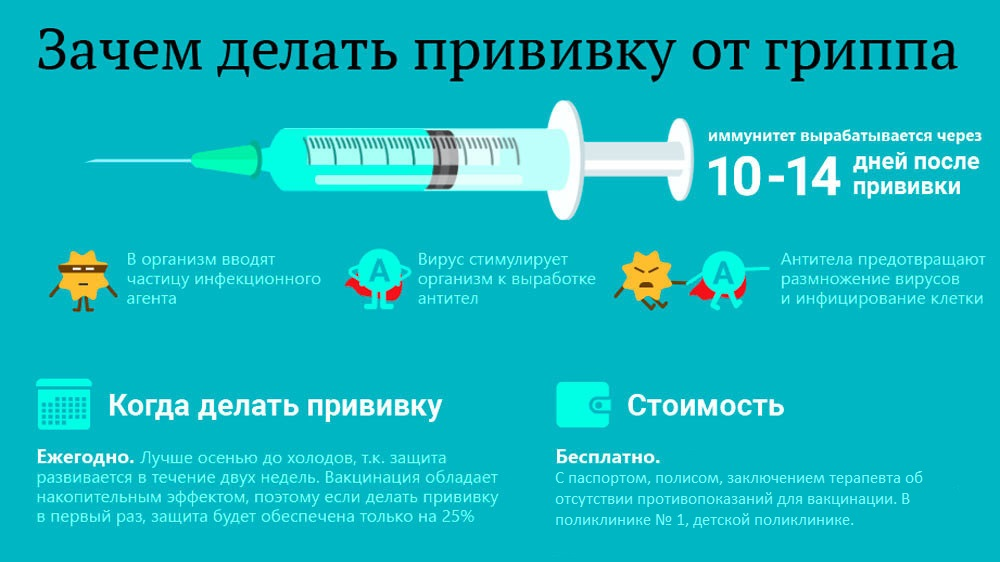 Зачем делать прививку от гриппа
иммунитет вырабатывается через
10-14 дней после
прививки
В организм вводят
частицу инфекционного
агента
А
Вирус стимулирует
организм к выработке
антител
А
Антитела предотвращают
размножение вирусов
и инфицирование клетки
Когда делать прививку
Ежегодно. Лучше осенью до холодов, т.к. защита
развивается в течение двух недель. Вакцинация обладает
накопительным эффектом, поэтому если делать прививку
в первый раз, защита будет обеспечена только на 25%
Стоимость
Бесплатно.
С паспортом, полисом, заключением терапевта об
отсутствии противопоказаний для вакцинации. В
поликлинике № 1, детской поликлинике.